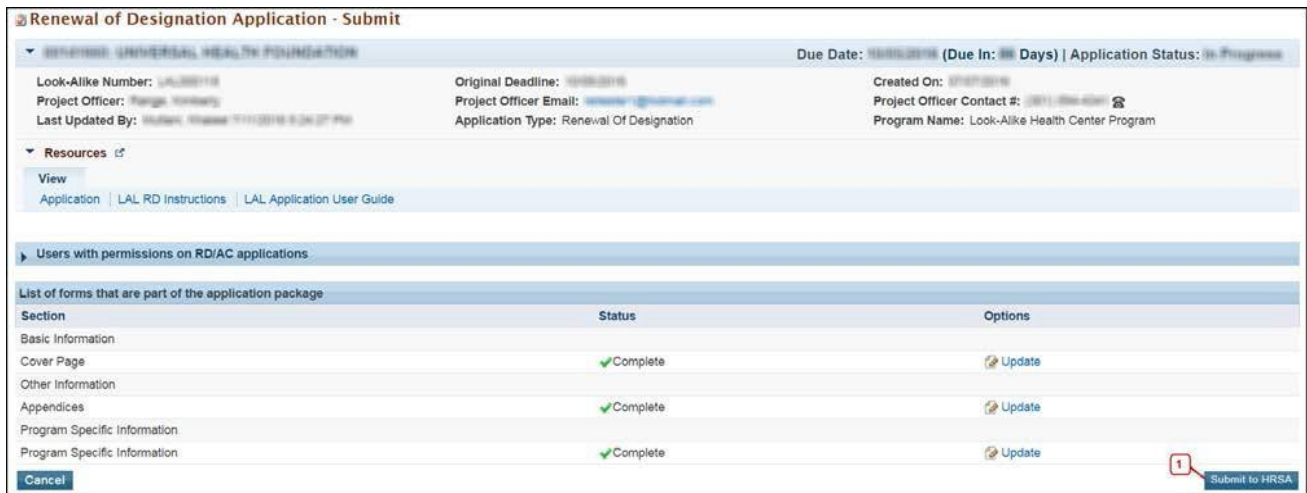 Renewal of Designation Application - Submit
UNIVERSAL HEALTH FOUNDATION Due Date: (Due In: Days) | Application Status: In Progress
Look-Alike Number: Original Deadline: Created On:
Project Officer: Project Officer Email: Project Officer Contact #:
Last Updated By: Application Type: Renewal Of Designation Program Name: Look-Alike Health Center Program
Resources
View
Application | LAL RD Instructions | LAL Application User Guide
Users with permissions on RD/AC applications
List of forms that are part of the application package
Section Status Options
Basic Information
Cover Page Complete Update
Other Information
Appendices Complete Update
Program Specific Information
Program Specific Information Complete Update
1
Cancel Submit to HRSA